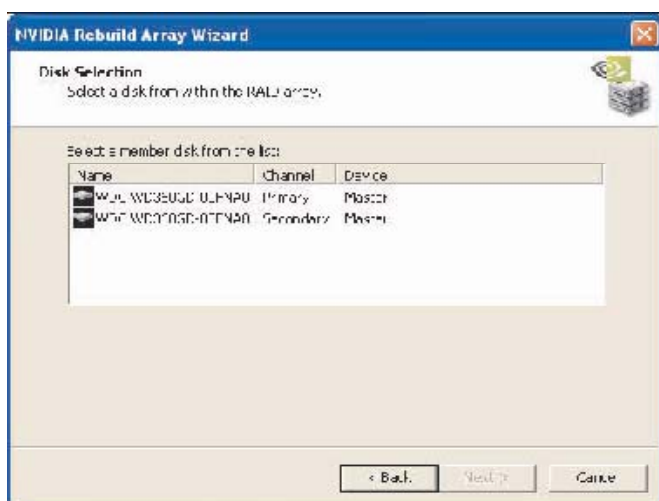 NVIDIA Rebuild Array Wizard
Disk Selection
Select a disk from within the RAID array.
Select a member disk from the list:
Name Channel Device
WDC Primary Master
WDC Secondary Master
< Back Next > Cancel